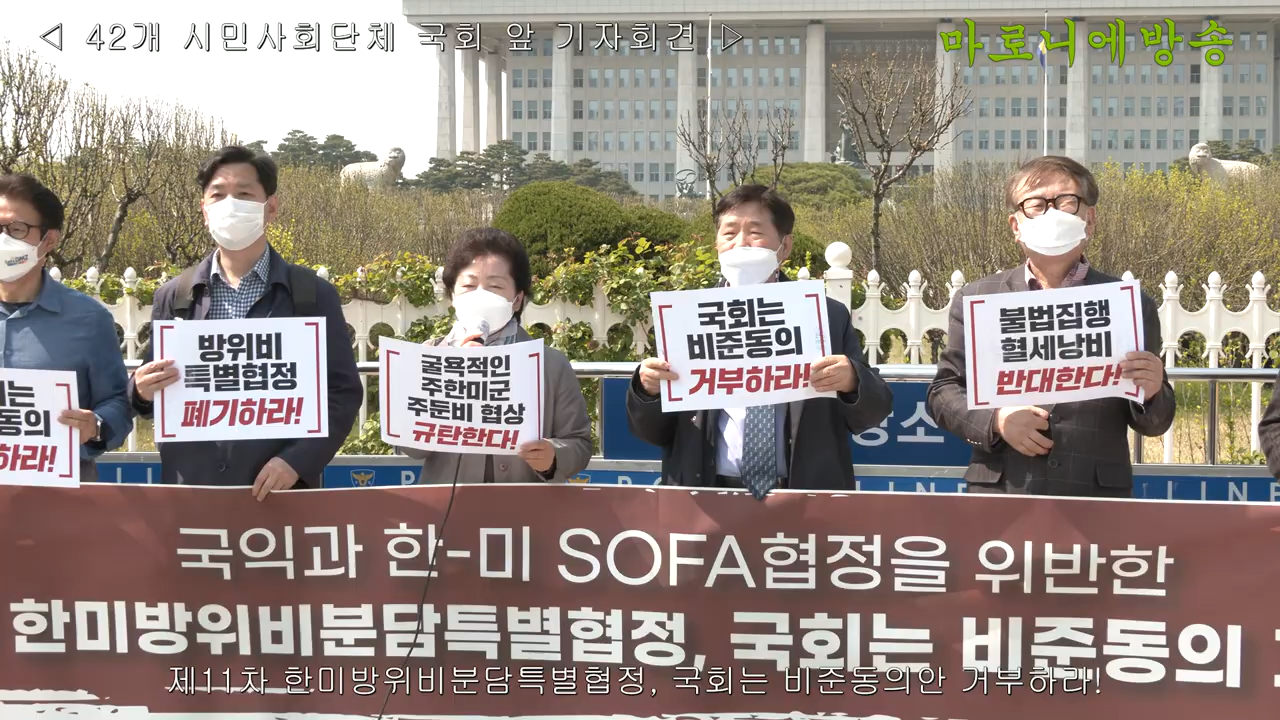 ◁ 42개 시민사회단체 국회 앞 기자회견 ▷
마로니에방송
방위비
특별협정
폐기하라!
굴욕적인
주한미군
주둔비 협상
규탄한다!
국회는
비준동의
거부하라!
불법집행
혈세낭비
반대한다!
는
동의
하라!
LINE
국익과 한-미 SOFA협정을 위반한
한미방위비분담특별협정, 국회는 비준동의
제11차 한미방위비분담특별협정, 국회는 비준동의안 거부하라!